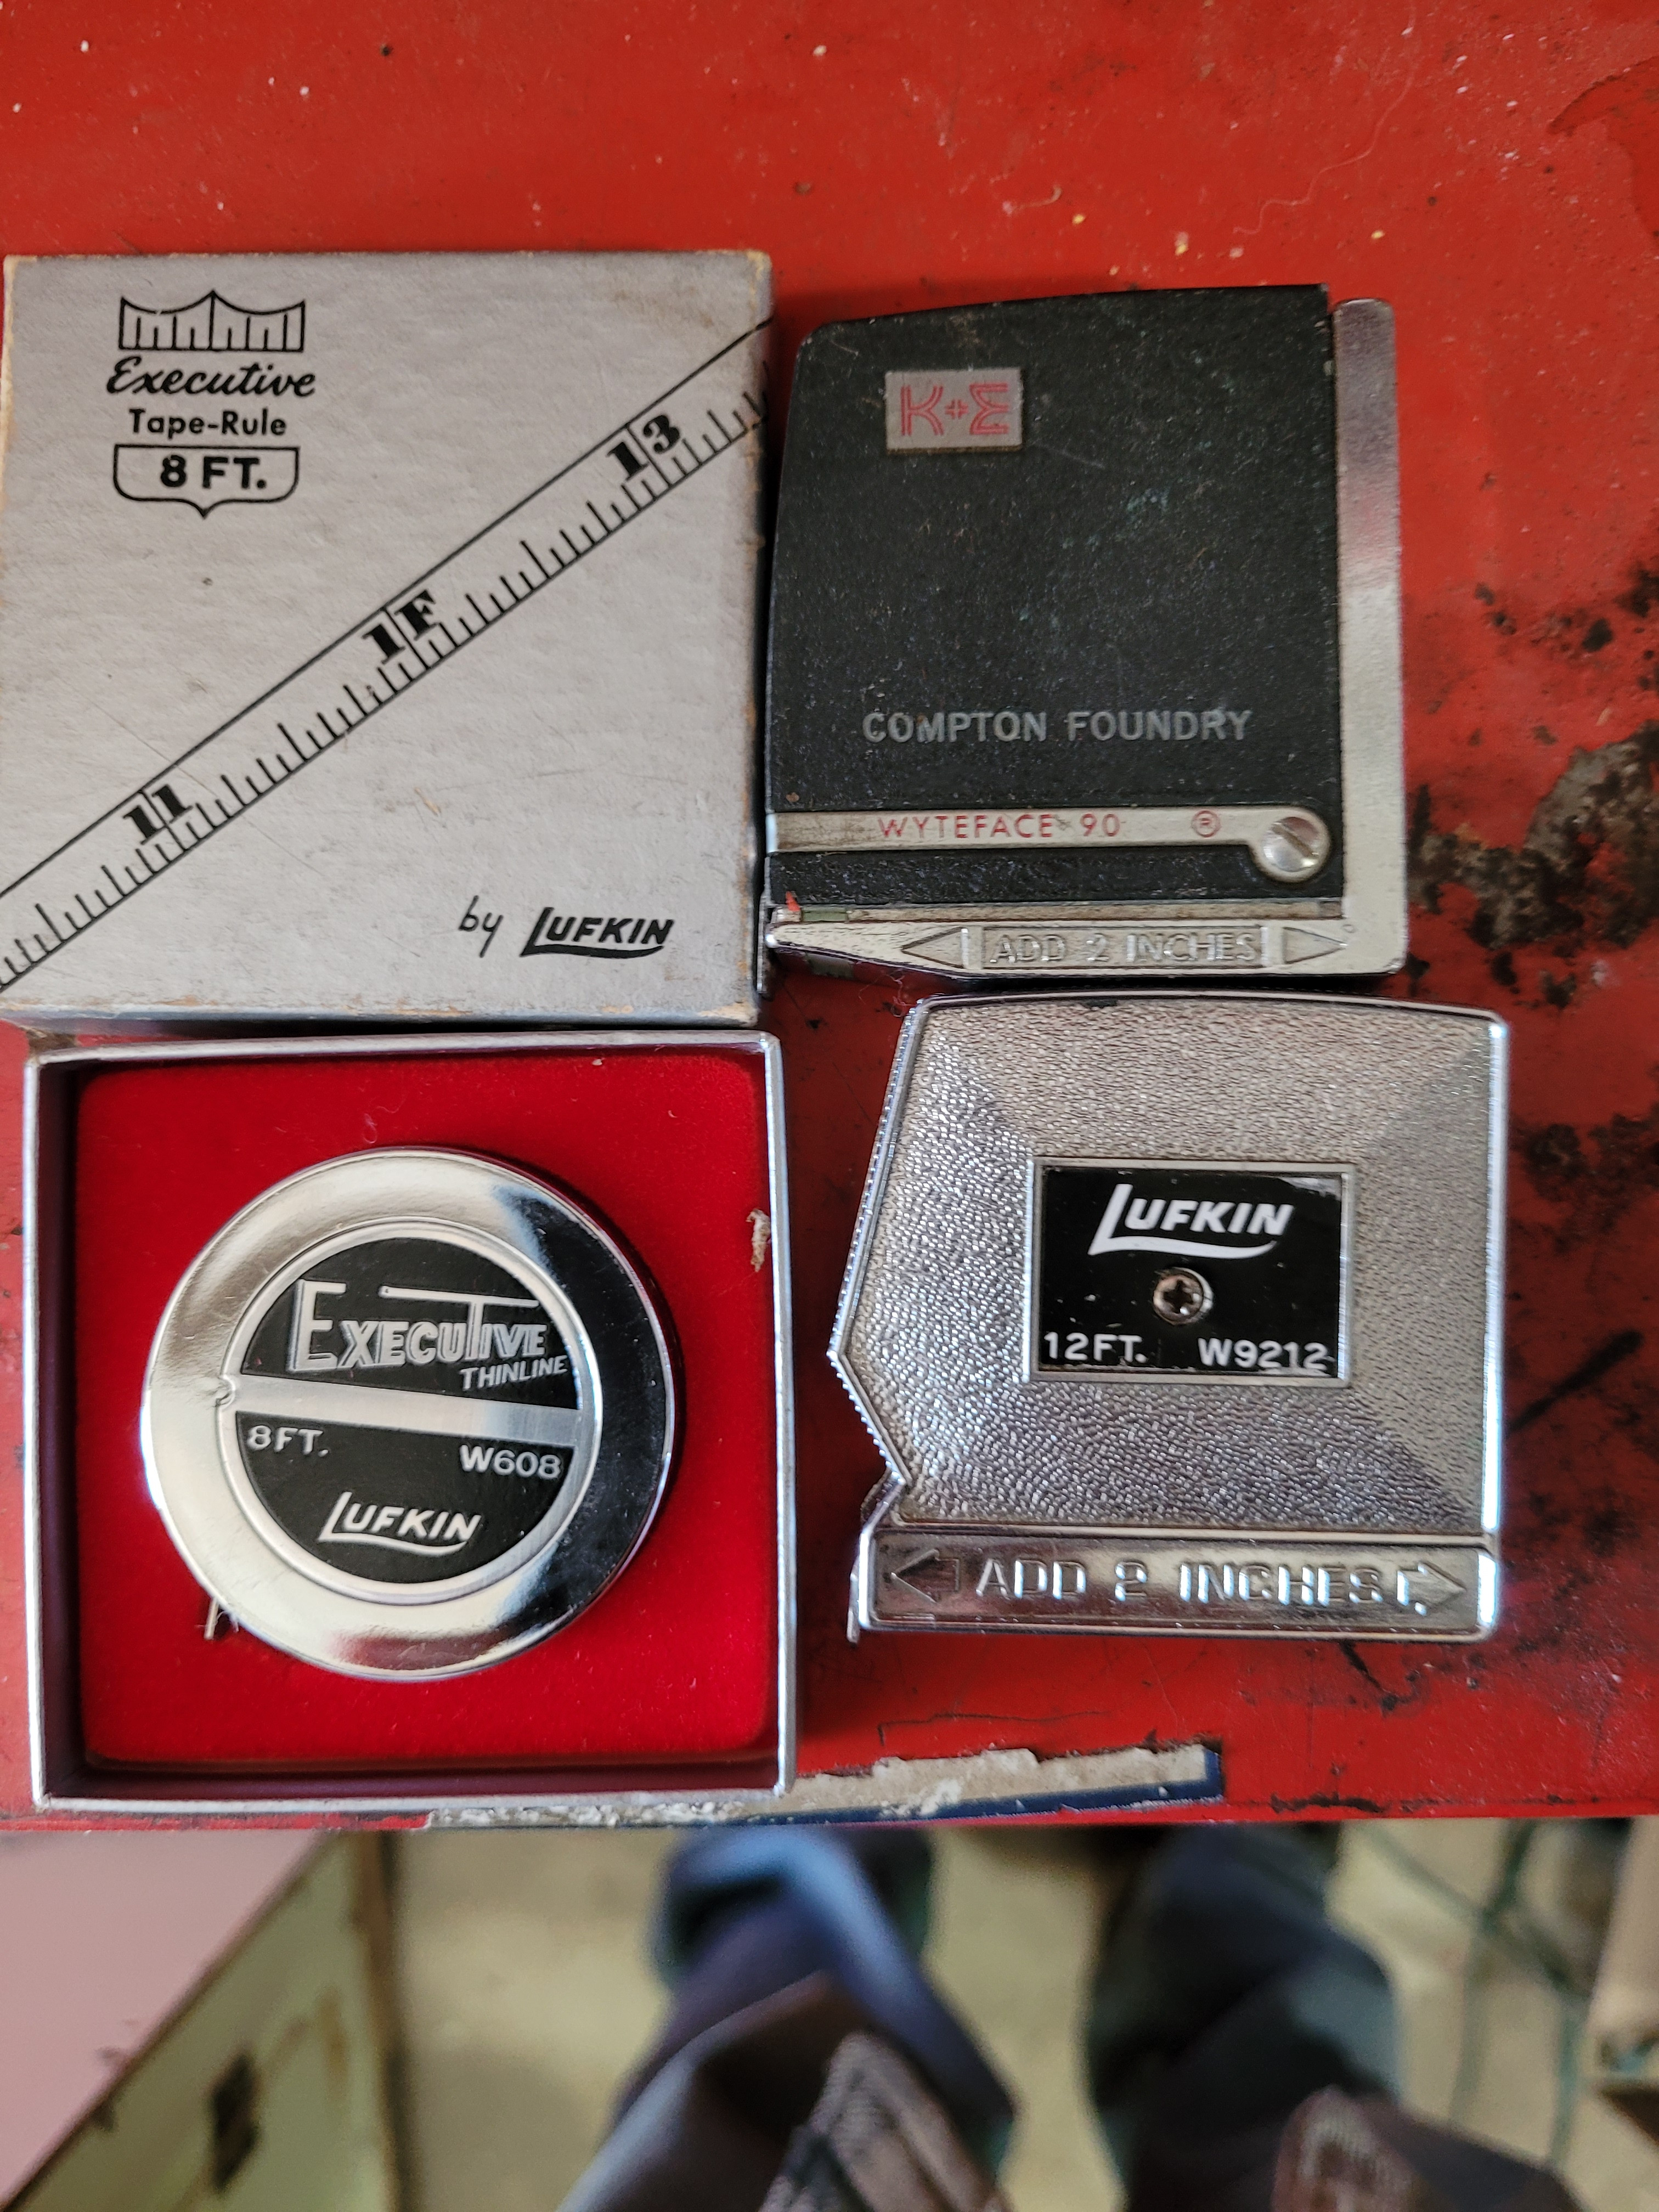 Executive
Tape-Rule
8 FT.
11
1F
13
by LUFKIN
K+E
COMPTON FOUNDRY
WYTEFACE 90 ®
ADD 2 INCHES
EXECUTIVE
THINLINE
8FT. W608
LUFKIN
LUFKIN
12FT. W9212
ADD 2 INCHES